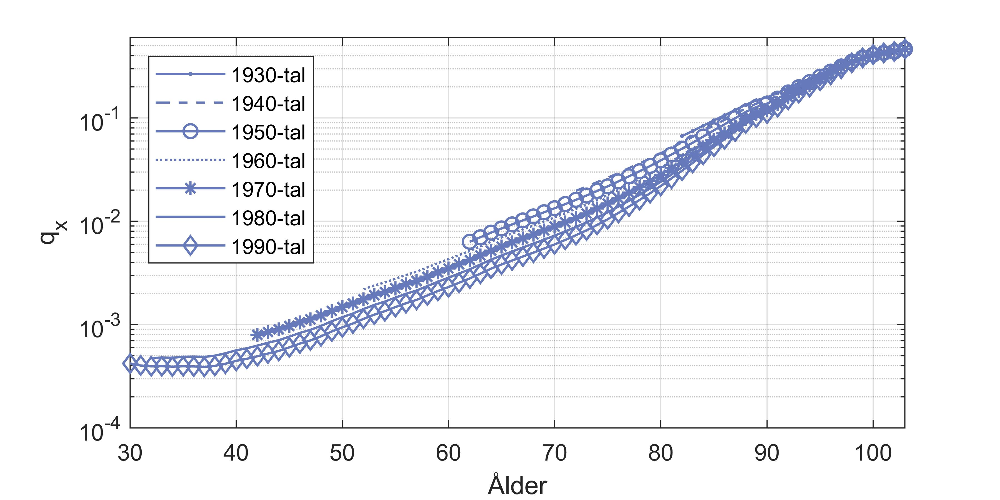 1930-tal
1940-tal
1950-tal
1960-tal
1970-tal
1980-tal
1990-tal
10^-1
10^-2
10^-3
10^-4
q_x
30 40 50 60 70 80 90 100
Ålder